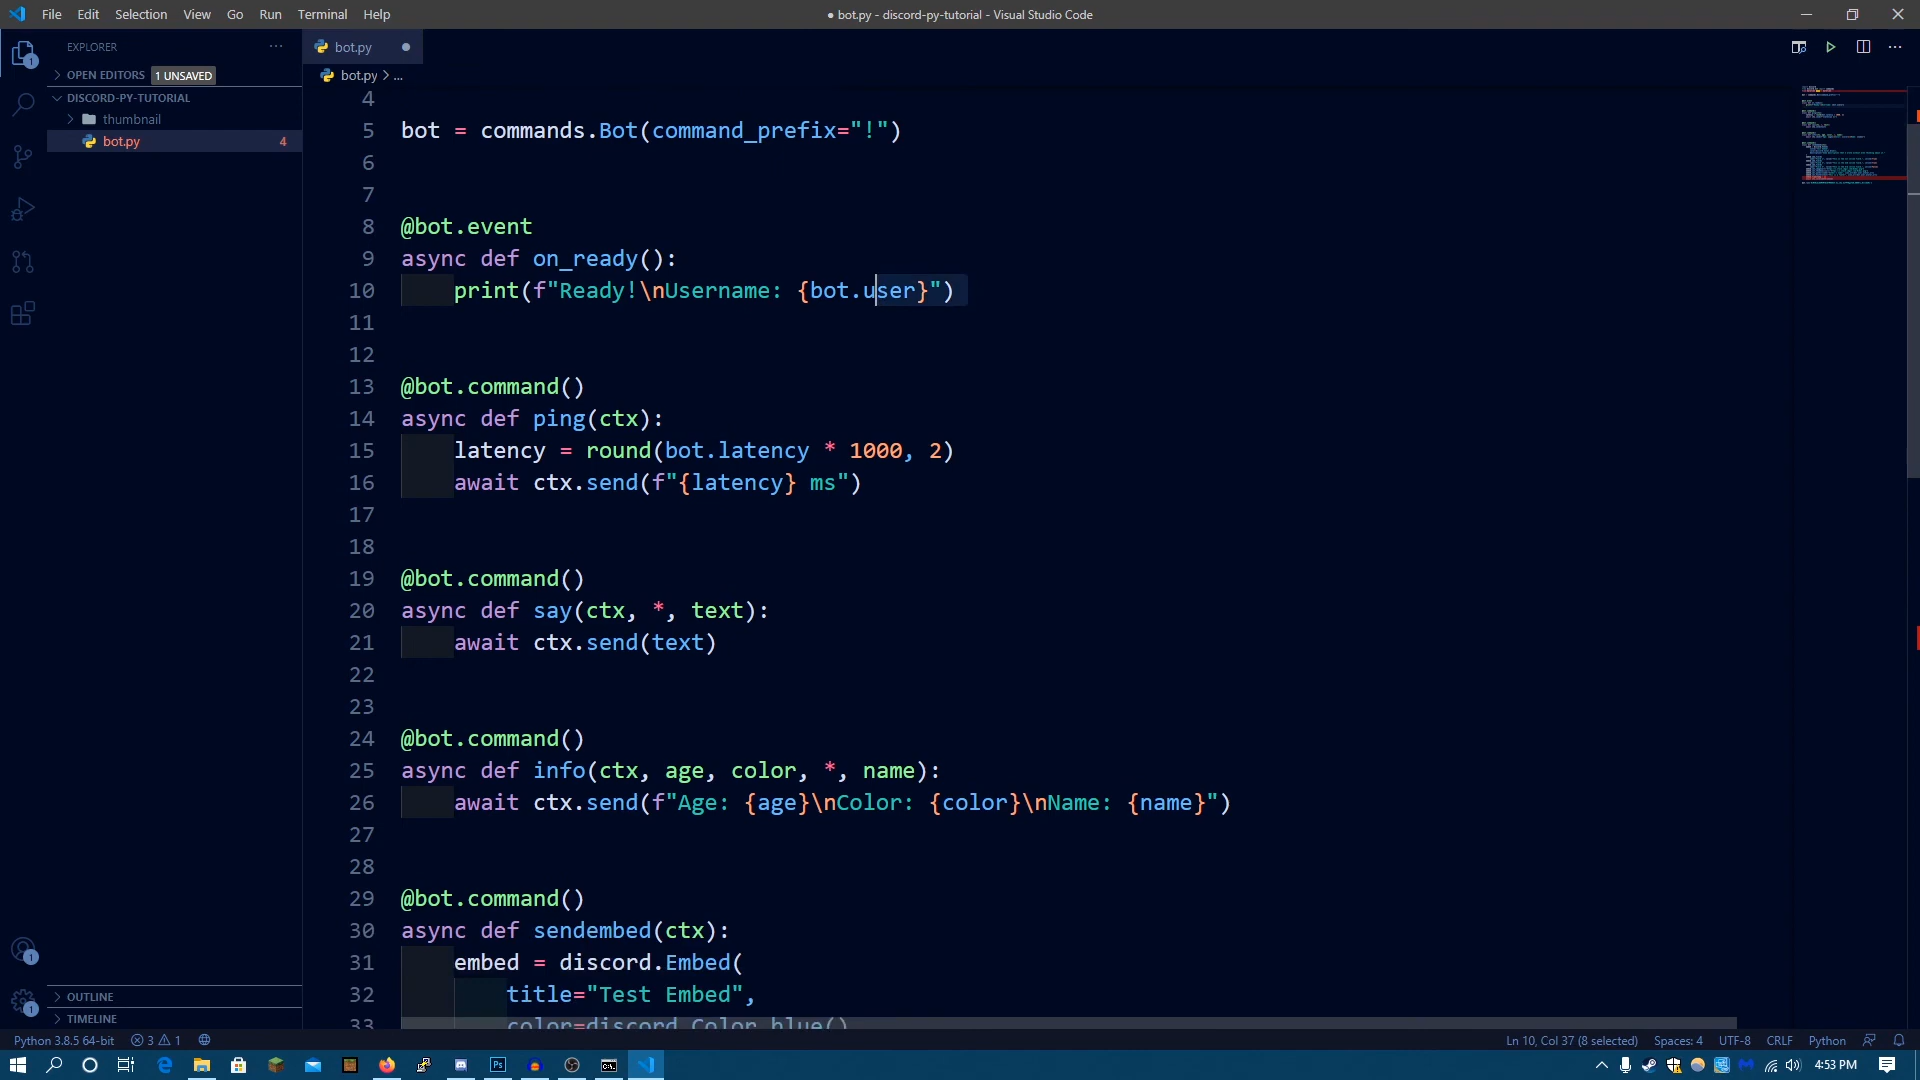 File Edit Selection View Go Run Terminal Help
● bot.py - discord-py-tutorial - Visual Studio Code
EXPLORER
OPEN EDITORS 1 UNSAVED
DISCORD-PY-TUTORIAL
thumbnail
bot.py 4
OUTLINE
TIMELINE
bot.py
bot.py > ...
4
5 bot = commands.Bot(command_prefix="!")
6
7
8 @bot.event
9 async def on_ready():
10 print(f"Ready!\nUsername: {bot.user}")
11
12
13 @bot.command()
14 async def ping(ctx):
15 latency = round(bot.latency * 1000, 2)
16 await ctx.send(f"{latency} ms")
17
18
19 @bot.command()
20 async def say(ctx, *, text):
21 await ctx.send(text)
22
23
24 @bot.command()
25 async def info(ctx, age, color, *, name):
26 await ctx.send(f"Age: {age}\nColor: {color}\nName: {name}")
27
28
29 @bot.command()
30 async def sendembed(ctx):
31 embed = discord.Embed(
32 title="Test Embed",
33 color=discord.Color.blue()
Python 3.8.5 64-bit 3 1 Ln 10, Col 37 (8 selected) Spaces: 4 UTF-8 CRLF Python
4:53 PM